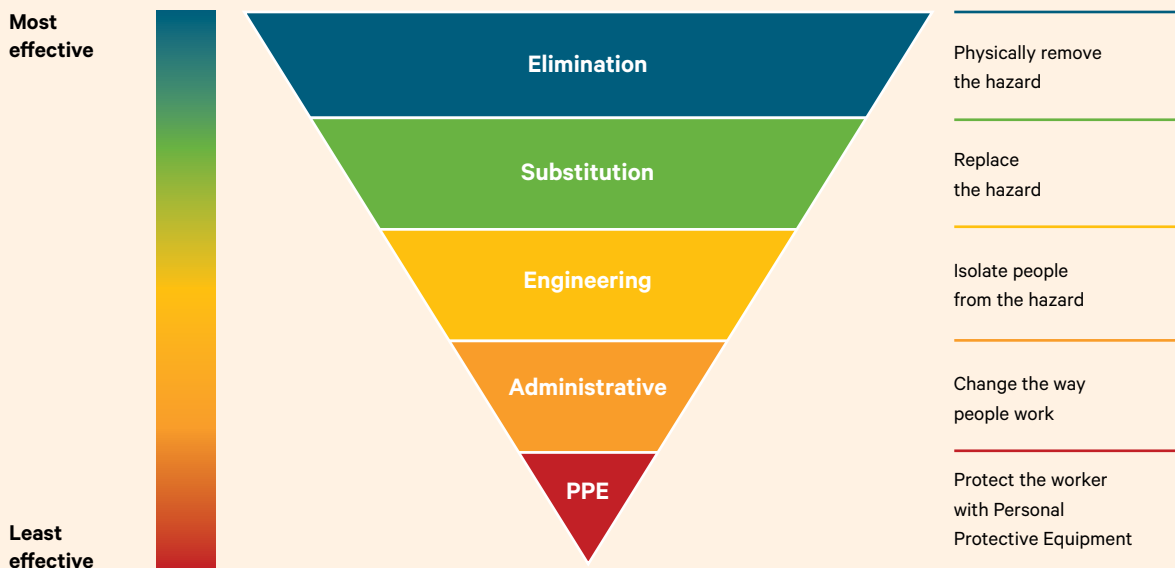 Most
effective
Elimination
Physically remove
the hazard
Substitution
Replace
the hazard
Engineering
Isolate people
from the hazard
Administrative
Change the way
people work
PPE
Protect the worker
with Personal
Protective Equipment
Least
effective